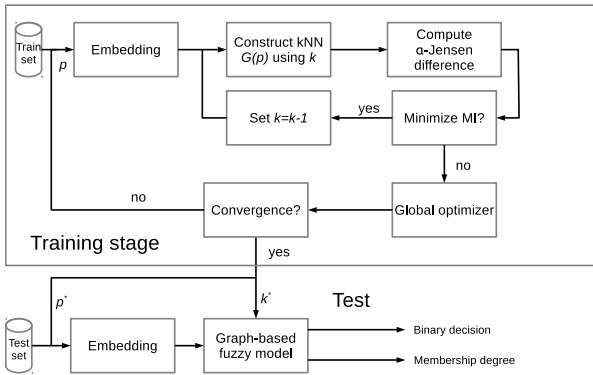 Train
set
p
Embedding
Construct kNN
G(p) using k
Compute
α-Jensen
difference
Set k=k-1
yes
Minimize MI?
no
no
Convergence?
Global optimizer
Training stage
yes
p*
k*
Test
Test
set
Embedding
Graph-based
fuzzy model
Binary decision
Membership degree